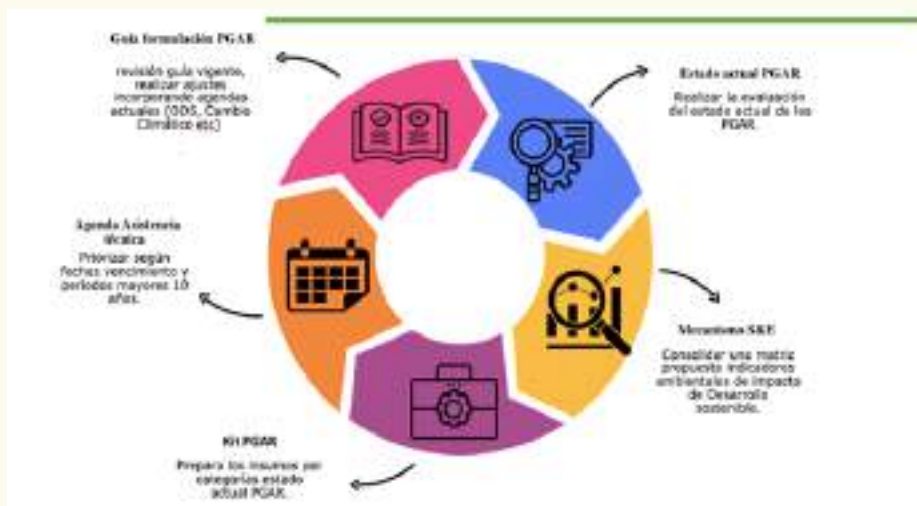 Guía formulación PGAR
revisión guía vigente,
realizar ajustes
incorporando agendas
actuales (ODS, Cambio
Climático etc)
Estado actual PGAR
Realizar la evaluación
del estado actual de los
PGAR.
Agenda Asistencia
técnica
Priorizar según
fechas vencimiento y
periodos mayores 10
años.
Mecanismo S&E
Consolidar una matriz
propuesta indicadores
ambientales de impacto
de Desarrollo
sostenible.
Kit PGAR
Prepara los insumos por
categorías estado
actual PGAR.